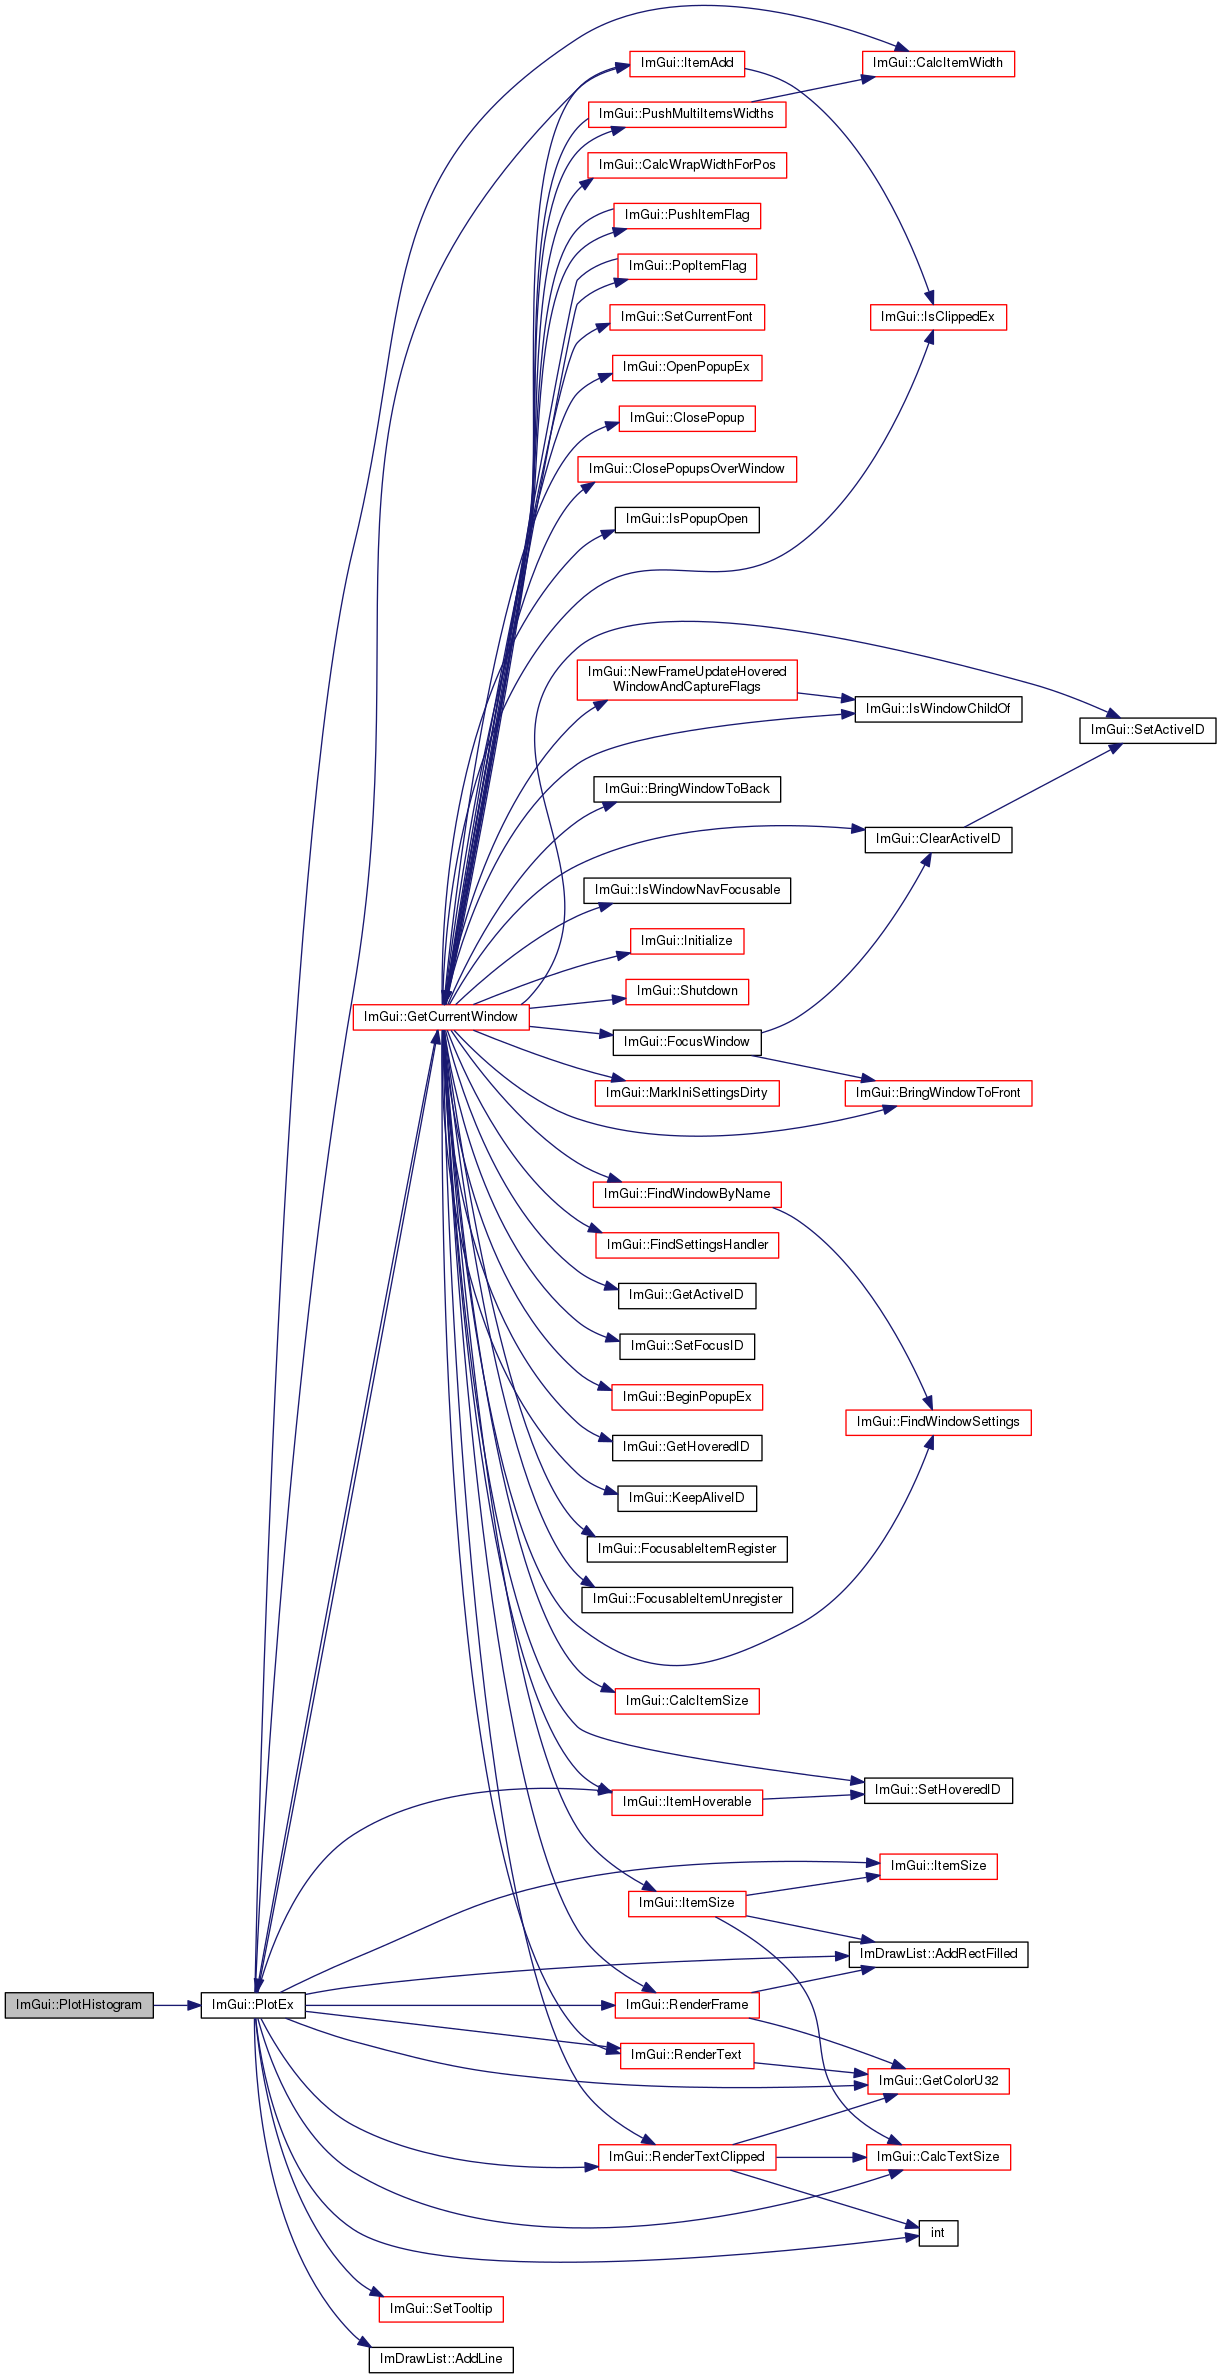 ImGui::ItemAdd
ImGui::CalcItemWidth
ImGui::PushMultiItemsWidths
ImGui::CalcWrapWidthForPos
ImGui::PushItemFlag
ImGui::PopItemFlag
ImGui::SetCurrentFont
ImGui::IsClippedEx
ImGui::OpenPopupEx
ImGui::ClosePopup
ImGui::ClosePopupsOverWindow
ImGui::IsPopupOpen
ImGui::NewFrameUpdateHovered
WindowAndCaptureFlags
ImGui::IsWindowChildOf
ImGui::SetActiveID
ImGui::BringWindowToBack
ImGui::ClearActiveID
ImGui::IsWindowNavFocusable
ImGui::Initialize
ImGui::Shutdown
ImGui::GetCurrentWindow
ImGui::FocusWindow
ImGui::MarkIniSettingsDirty
ImGui::BringWindowToFront
ImGui::FindWindowByName
ImGui::FindSettingsHandler
ImGui::GetActiveID
ImGui::SetFocusID
ImGui::BeginPopupEx
ImGui::FindWindowSettings
ImGui::GetHoveredID
ImGui::KeepAliveID
ImGui::FocusableItemRegister
ImGui::FocusableItemUnregister
ImGui::CalcItemSize
ImGui::SetHoveredID
ImGui::ItemHoverable
ImGui::ItemSize
ImGui::ItemSize
ImDrawList::AddRectFilled
ImGui::PlotHistogram
ImGui::PlotEx
ImGui::RenderFrame
ImGui::RenderText
ImGui::GetColorU32
ImGui::RenderTextClipped
ImGui::CalcTextSize
int
ImGui::SetTooltip
ImDrawList::AddLine